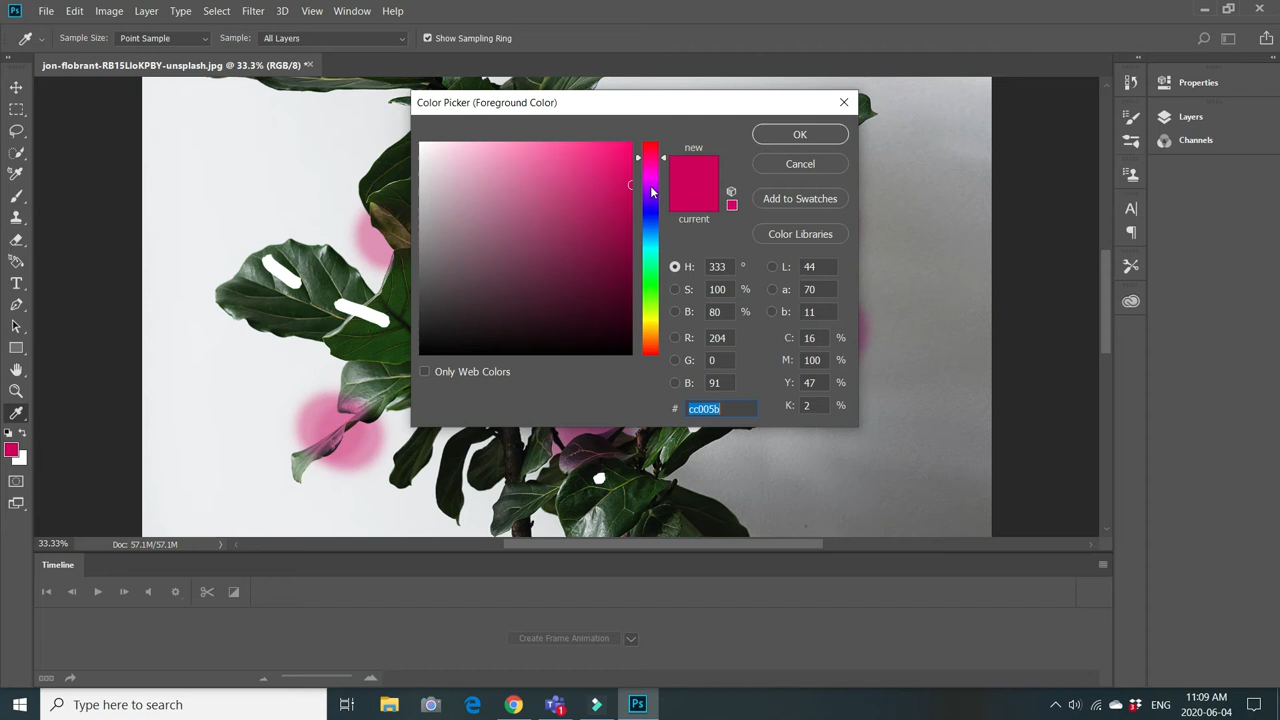 Ps File Edit Image Layer Type Select Filter 3D View Window Help
Sample Size: Point Sample Sample: All Layers Show Sampling Ring
jon-flobrant-RB15LloKPBY-unsplash.jpg @ 33.3% (RGB/8) *
Color Picker (Foreground Color)
new
current
OK
Cancel
Add to Swatches
Color Libraries
H: 333 °
S: 100 %
B: 80 %
R: 204
G: 0
B: 91
# cc005b
L: 44
a: 70
b: 11
C: 16 %
M: 100 %
Y: 47 %
K: 2 %
Only Web Colors
Properties
Layers
Channels
33.33% Doc: 57.1M/57.1M
Timeline
Create Frame Animation
Type here to search
1
Ps
ENG
11:09 AM
2020-06-04